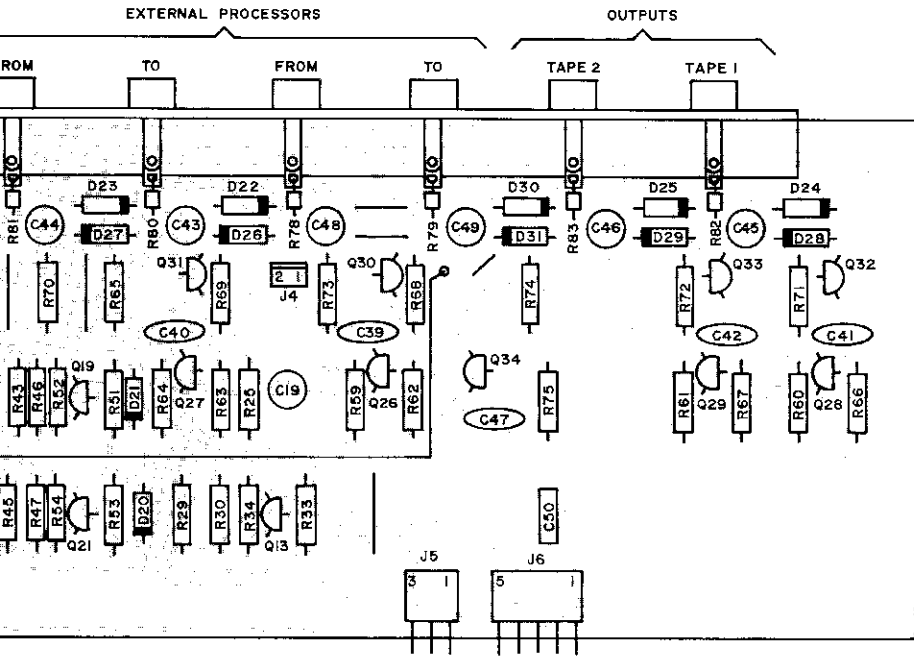 EXTERNAL PROCESSORS OUTPUTS
ROM TO FROM TO TAPE 2 TAPE 1
D23 D22 D30 D25 D24
R81 C44 D27 R80 C43 D26 R78 C48 R79 C49 D31 R83 C46 D29 R82 C45 D28
Q31 Q30 Q33 Q32
R70 R65 R69 2 1 R73 R68 R74 R72 R71
J4
C40 C39 C42 C41
Q19 Q34
R43 R46 R52 R51 D21 R64 R63 R25 C19 R59 R62 R75 R61 R67 R60 R66
Q27 Q26 Q29 Q28
C47
R45 R47 R54 R53 D20 R29 R30 R34 R33 C50
Q21 Q13
J5 J6
3 1 5 1